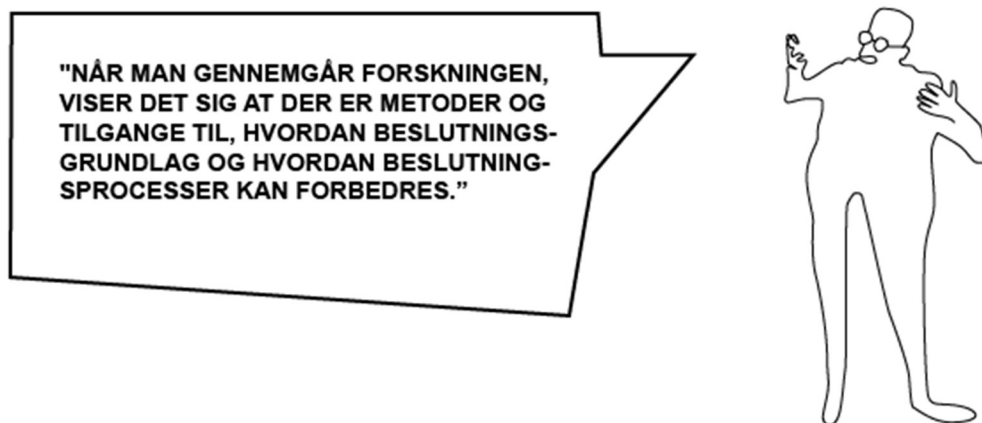 "NÅR MAN GENNEMGÅR FORSKNINGEN,
VISER DET SIG AT DER ER METODER OG
TILGANGE TIL, HVORDAN BESLUTNINGS-
GRUNDLAG OG HVORDAN BESLUTNING-
SPROCESSER KAN FORBEDRES.”